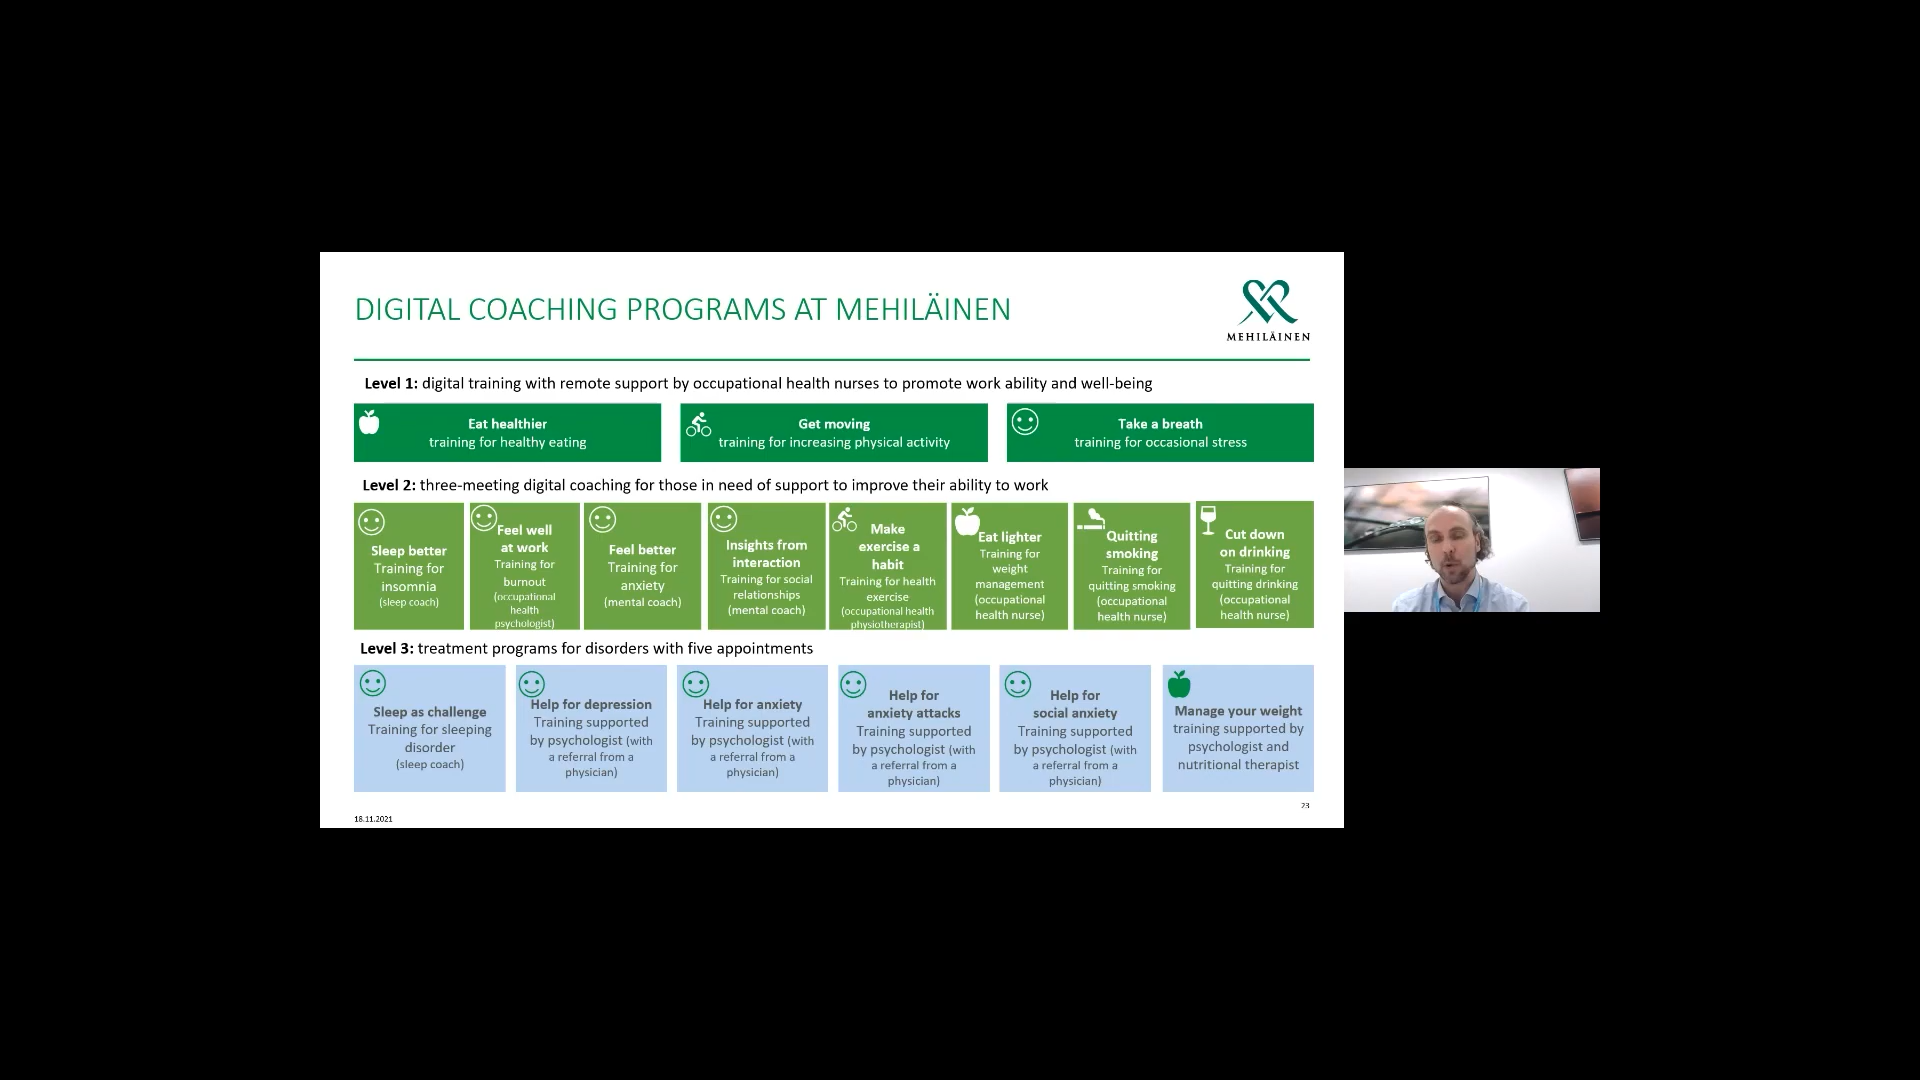 DIGITAL COACHING PROGRAMS AT MEHILÄINEN
MEHILÄINEN
Level 1: digital training with remote support by occupational health nurses to promote work ability and well-being
Eat healthier
training for healthy eating
Get moving
training for increasing physical activity
Take a breath
training for occasional stress
Level 2: three-meeting digital coaching for those in need of support to improve their ability to work
Sleep better
Training for
insomnia
(sleep coach)
Feel well
at work
Training for
burnout
(occupational
health
psychologist)
Feel better
Training for
anxiety
(mental coach)
Insights from
interaction
Training for social
relationships
(mental coach)
Make
exercise a
habit
Training for health
exercise
(occupational health
physiotherapist)
Eat lighter
Training for
weight
management
(occupational
health nurse)
Quitting
smoking
Training for
quitting smoking
(occupational
health nurse)
Cut down
on drinking
Training for
quitting drinking
(occupational
health nurse)
Level 3: treatment programs for disorders with five appointments
Sleep as challenge
Training for sleeping
disorder
(sleep coach)
Help for depression
Training supported
by psychologist (with
a referral from a
physician)
Help for anxiety
Training supported
by psychologist (with
a referral from a
physician)
Help for
anxiety attacks
Training supported
by psychologist (with
a referral from a
physician)
Help for
social anxiety
Training supported
by psychologist (with
a referral from a
physician)
Manage your weight
training supported by
psychologist and
nutritional therapist
23
18.11.2021